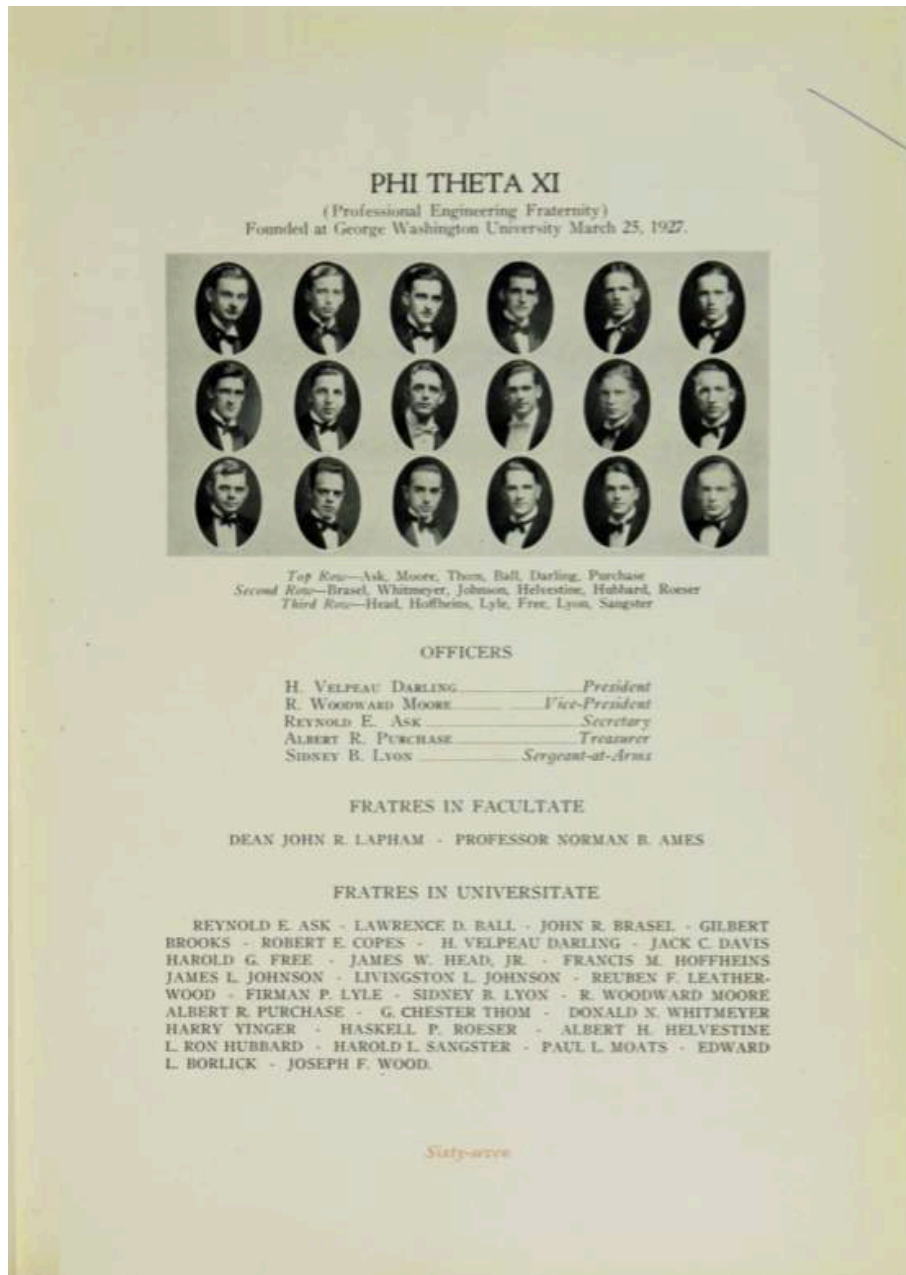 PHI THETA XI
(Professional Engineering Fraternity)
Founded at George Washington University March 25, 1927.
Top Row—Ask, Moore, Thom, Ball, Darling, Purchase
Second Row—Brasel, Whitmeyer, Johnson, Helvestine, Hubbard, Roeser
Third Row—Head, Hoffheins, Lyle, Free, Lyon, Sangster
OFFICERS
H. VELPEAU DARLING President
R. WOODWARD MOORE Vice-President
REYNOLD E. ASK Secretary
ALBERT R. PURCHASE Treasurer
SIDNEY B. LYON Sergeant-at-Arms
FRATRES IN FACULTATE
DEAN JOHN R. LAPHAM - PROFESSOR NORMAN B. AMES
FRATRES IN UNIVERSITATE
REYNOLD E. ASK - LAWRENCE D. BALL - JOHN R. BRASEL - GILBERT
BROOKS - ROBERT E. COPES - H. VELPEAU DARLING - JACK C. DAVIS
HAROLD G. FREE - JAMES W. HEAD, JR. - FRANCIS M. HOFFHEINS
JAMES L. JOHNSON - LIVINGSTON L. JOHNSON - REUBEN F. LEATHER-
WOOD - FIRMAN P. LYLE - SIDNEY B. LYON - R. WOODWARD MOORE
ALBERT R. PURCHASE - G. CHESTER THOM - DONALD N. WHITMEYER
HARRY YINGER - HASKELL P. ROESER - ALBERT H. HELVESTINE
L. RON HUBBARD - HAROLD L. SANGSTER - PAUL L. MOATS - EDWARD
L. BORLICK - JOSEPH F. WOOD.
Sixty-seven